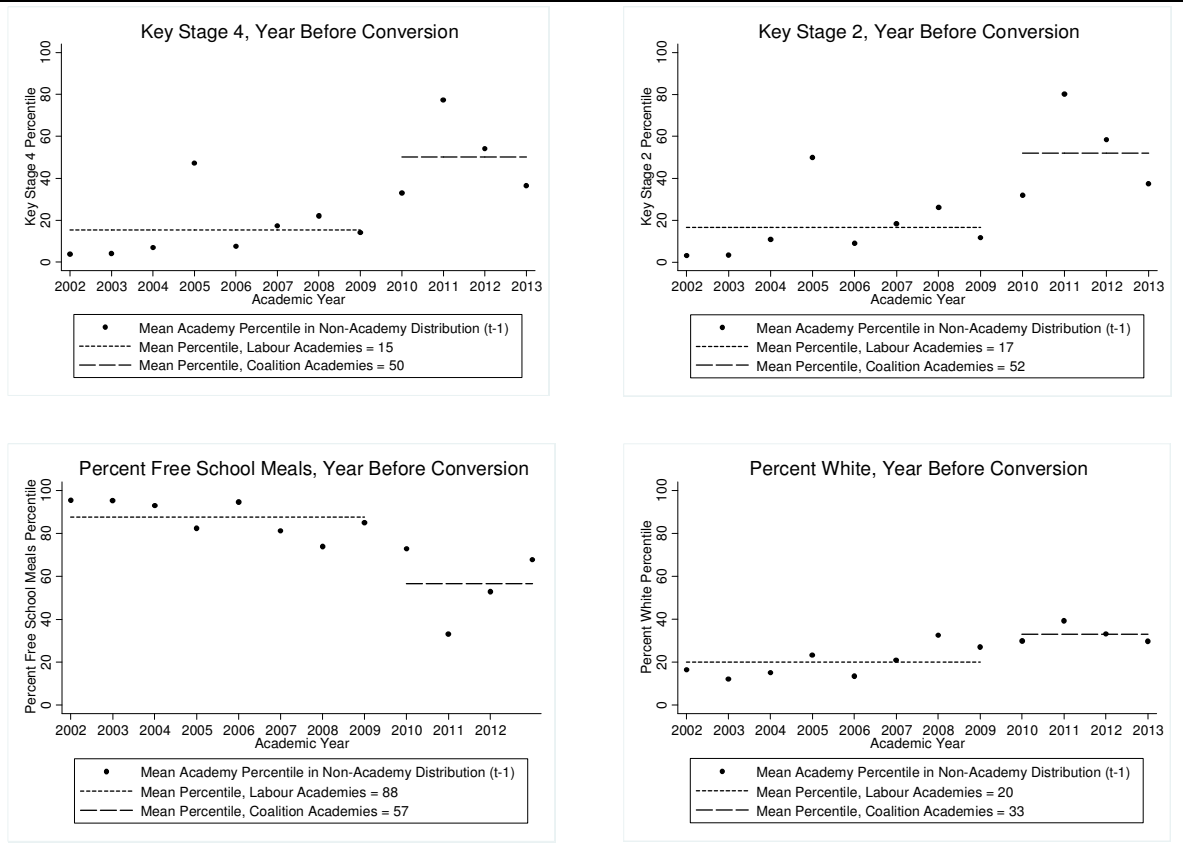 Key Stage 4, Year Before Conversion
Key Stage 4 Percentile
0 20 40 60 80 100
2002 2003 2004 2005 2006 2007 2008 2009 2010 2011 2012 2013
Academic Year
Mean Academy Percentile in Non-Academy Distribution (t-1)
Mean Percentile, Labour Academies = 15
Mean Percentile, Coalition Academies = 50
Key Stage 2, Year Before Conversion
Key Stage 2 Percentile
0 20 40 60 80 100
2002 2003 2004 2005 2006 2007 2008 2009 2010 2011 2012 2013
Academic Year
Mean Academy Percentile in Non-Academy Distribution (t-1)
Mean Percentile, Labour Academies = 17
Mean Percentile, Coalition Academies = 52
Percent Free School Meals, Year Before Conversion
Percent Free School Meals Percentile
0 20 40 60 80 100
2002 2003 2004 2005 2006 2007 2008 2009 2010 2011 2012
Academic Year
Mean Academy Percentile in Non-Academy Distribution (t-1)
Mean Percentile, Labour Academies = 88
Mean Percentile, Coalition Academies = 57
Percent White, Year Before Conversion
Percent White Percentile
0 20 40 60 80 100
2002 2003 2004 2005 2006 2007 2008 2009 2010 2011 2012 2013
Academic Year
Mean Academy Percentile in Non-Academy Distribution (t-1)
Mean Percentile, Labour Academies = 20
Mean Percentile, Coalition Academies = 33